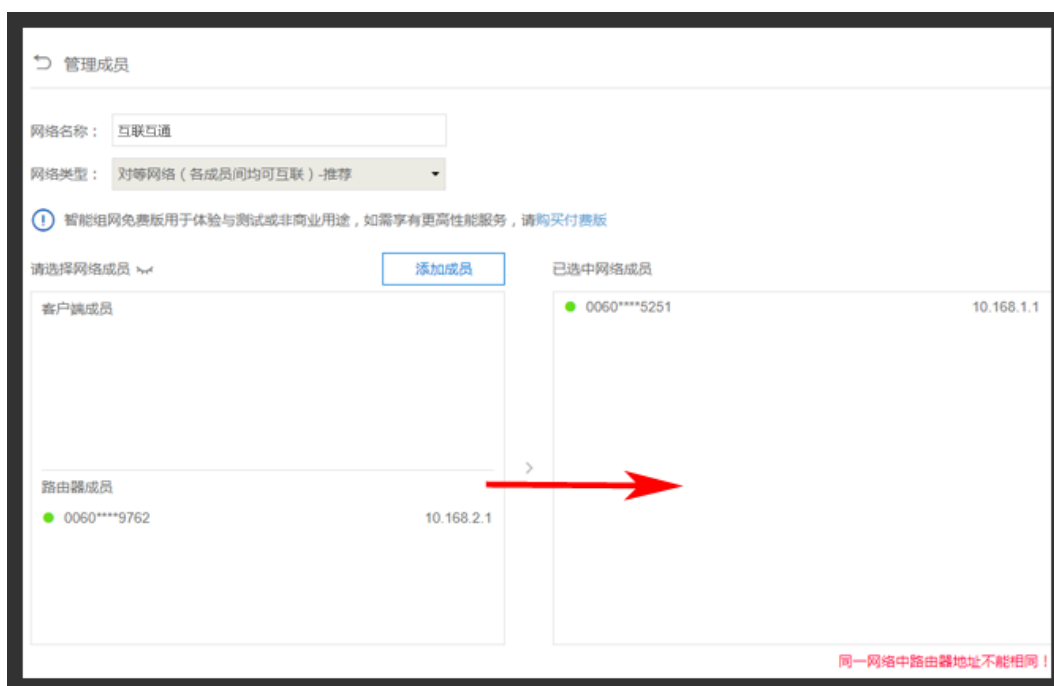 管理成员
网络名称： 互联互通
网络类型： 对等网络（各成员间均可互联）-推荐
智能组网免费版用于体验与测试或非商业用途，如需享有更高性能服务，请购买付费版
请选择网络成员 添加成员 已选中网络成员
客户端成员
0060****5251 10.168.1.1
路由器成员
0060****9762 10.168.2.1
同一网络中路由器地址不能相同！